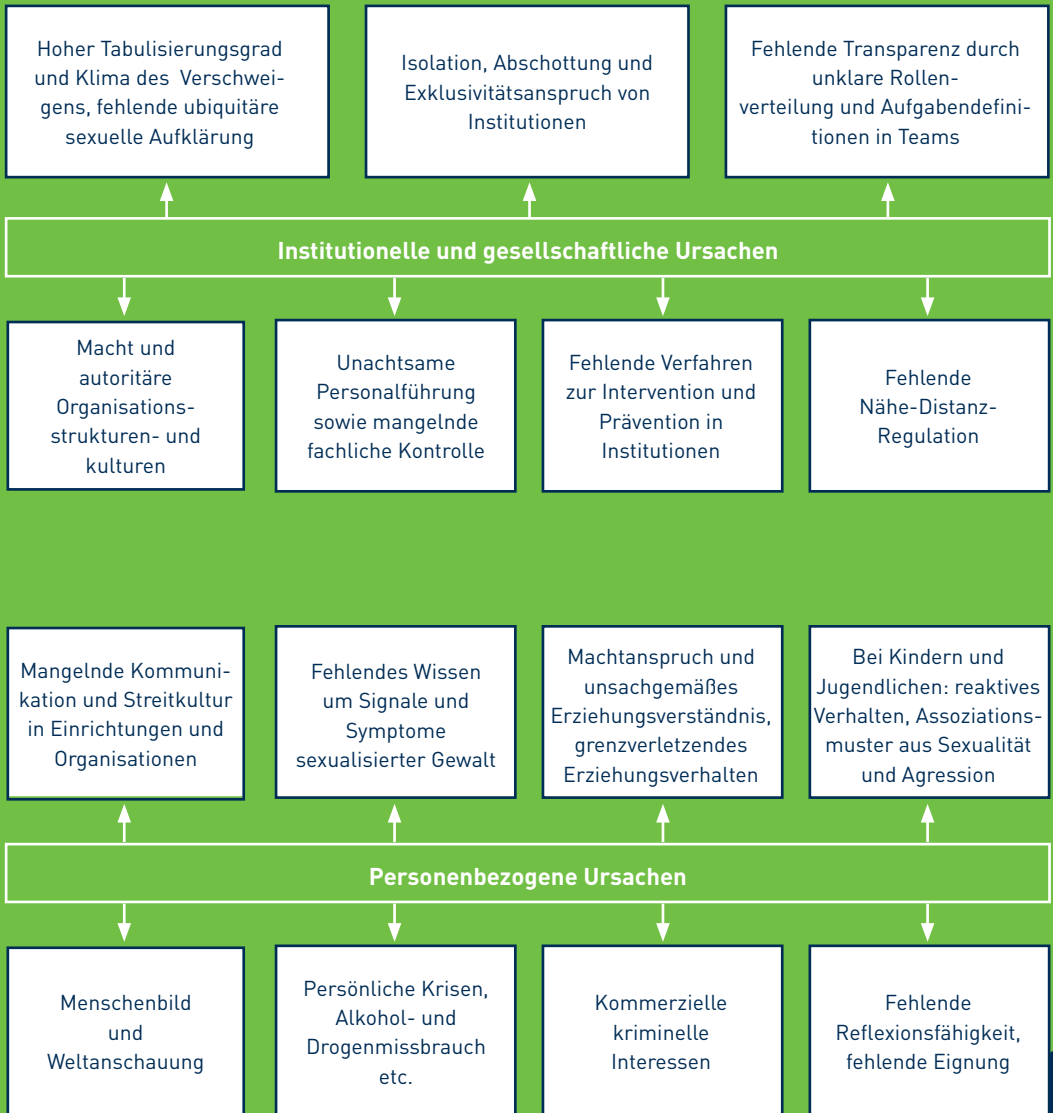 Hoher Tabuisierungsgrad
und Klima des Verschwei-
gens, fehlende ubiquitäre
sexuelle Aufklärung
Isolation, Abschottung und
Exklusivitätsanspruch von
Institutionen
Fehlende Transparenz durch
unklare Rollen-
verteilung und Aufgabendefini-
tionen in Teams
Institutionelle und gesellschaftliche Ursachen
Macht und
autoritäre
Organisations-
strukturen- und
kulturen
Unachtsame
Personalführung
sowie mangelnde
fachliche Kontrolle
Fehlende Verfahren
zur Intervention und
Prävention in
Institutionen
Fehlende
Nähe-Distanz-
Regulation
Mangelnde Kommuni-
kation und Streitkultur
in Einrichtungen und
Organisationen
Fehlendes Wissen
um Signale und
Symptome
sexualisierter Gewalt
Machtanspruch und
unsachgemäßes
Erziehungsverständnis,
grenzverletzendes
Erziehungsverhalten
Bei Kindern und
Jugendlichen: reaktives
Verhalten, Assoziations-
muster aus Sexualität
und Agression
Personenbezogene Ursachen
Menschenbild
und
Weltanschauung
Persönliche Krisen,
Alkohol- und
Drogenmissbrauch
etc.
Kommerzielle
kriminelle
Interessen
Fehlende
Reflexionsfähigkeit,
fehlende Eignung